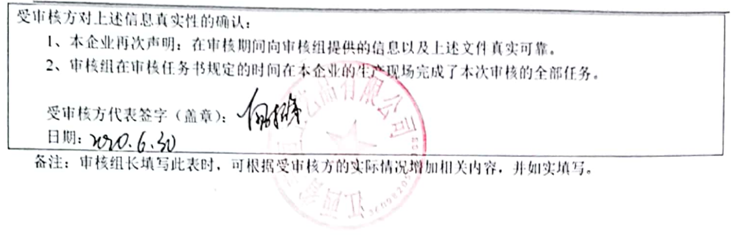 受审核方对上述信息真实性的确认：
1、本企业再次声明：在审核期间向审核组提供的信息以及上述文件真实可靠。
2、审核组在审核任务书规定的时间在本企业的生产现场完成了本次审核的全部任务。
受审核方代表签字（盖章）：
日期：2020.6.30
备注：审核组长填写此表时，可根据受审核方的实际情况增加相关内容，并如实填写。